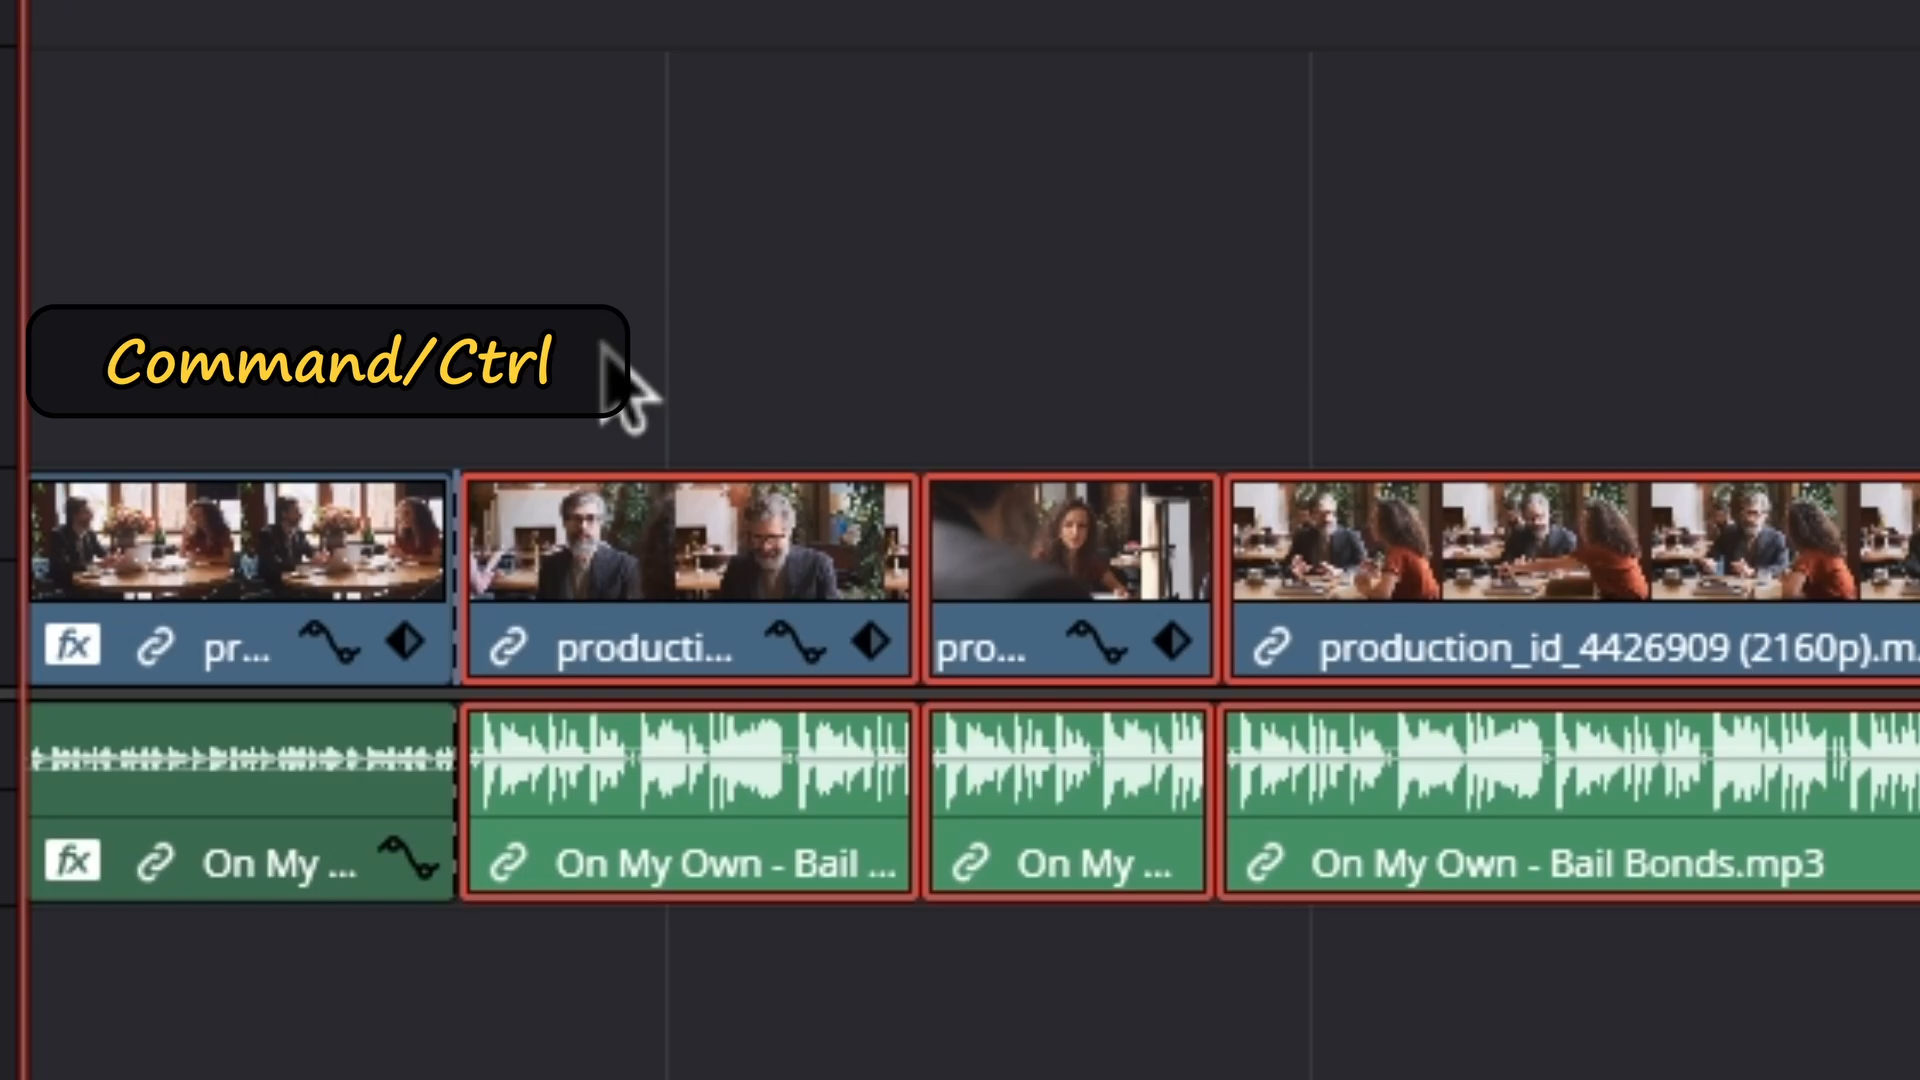 Command/Ctrl
fx pr... producti... pro... production_id_4426909 (2160p).m
fx On My ... On My Own - Bail ... On My ... On My Own - Bail Bonds.mp3